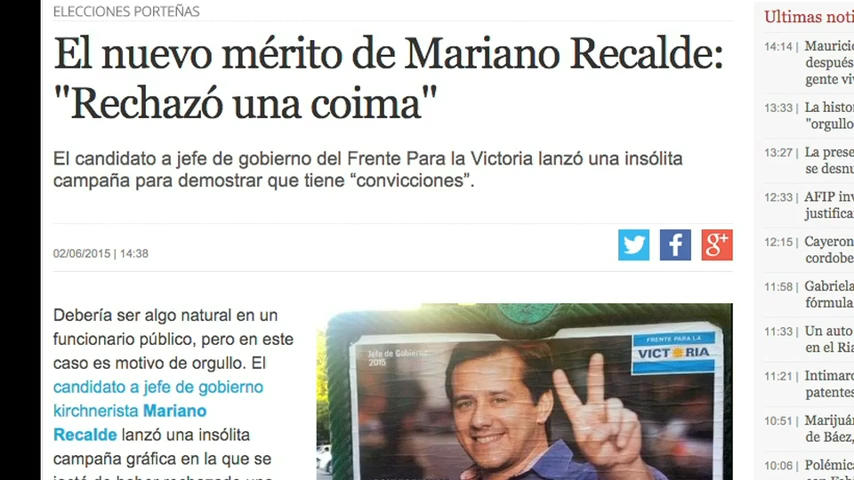 ELECCIONES PORTEÑAS
El nuevo mérito de Mariano Recalde:
"Rechazó una coima"
El candidato a jefe de gobierno del Frente Para la Victoria lanzó una insólita
campaña para demostrar que tiene “convicciones”.
02/06/2015 | 14:38
Debería ser algo natural en un
funcionario público, pero en este
caso es motivo de orgullo. El
candidato a jefe de gobierno
kirchnerista Mariano
Recalde lanzó una insólita
campaña gráfica en la que se
Jefe de Gobierno
2015
FRENTE PARA LA
VICTORIA
Ultimas noti
14:14 | Mauricio
después
gente viv
13:33 | La histo
"orgullo
13:27 | La prese
se desnu
12:33 | AFIP inv
justifica
12:15 | Cayeron
cordobe
11:58 | Gabriela
fórmula
11:33 | Un auto
en el Ria
11:21 | Intimaro
patentes
10:51 | Marijuán
de Báez,
10:06 | Polémica